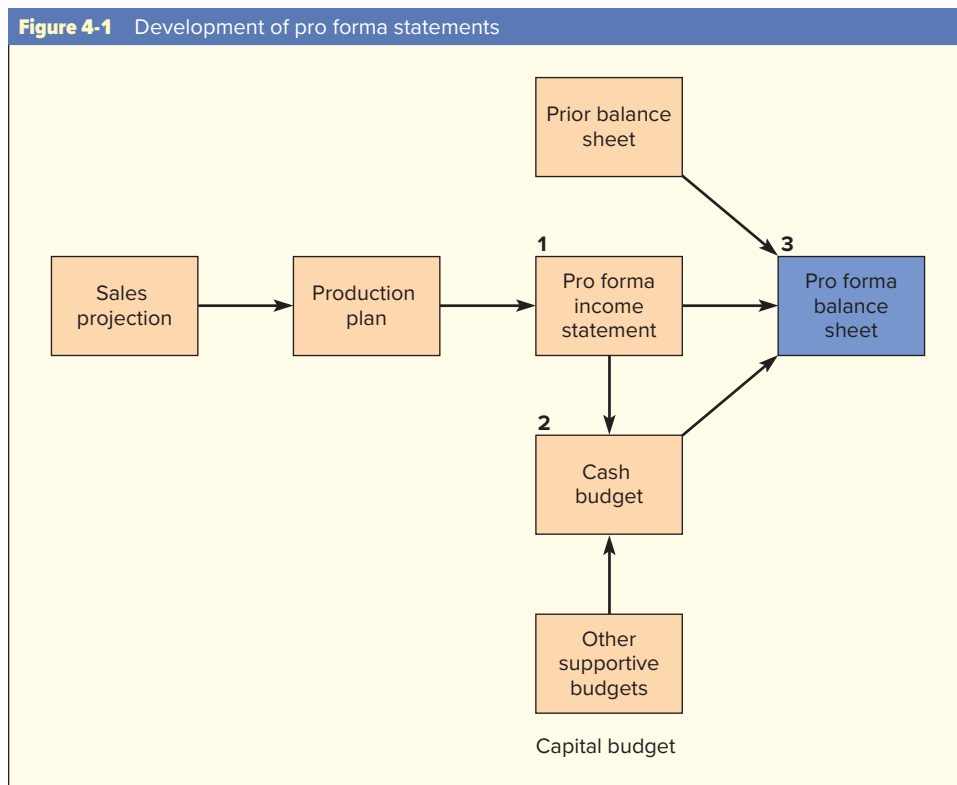 Figure 4-1 Development of pro forma statements
Prior balance
sheet
1
3
Sales
projection
Production
plan
Pro forma
income
statement
Pro forma
balance
sheet
2
Cash
budget
Other
supportive
budgets
Capital budget